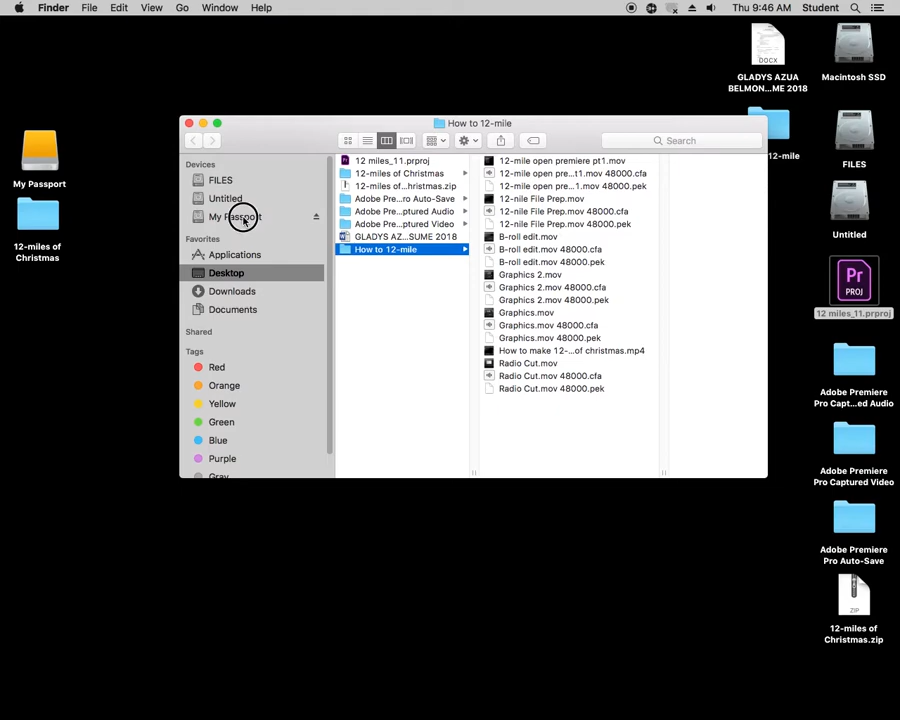 Finder File Edit View Go Window Help Thu 9:46 AM Student
GLADYS AZUA
BELMON...ME 2018
DOCX
Macintosh SSD
FILES
Untitled
PROJ
Pr
12 miles_11.prproj
Adobe Premiere
Pro Capt...ed Audio
Adobe Premiere
Pro Captured Video
Adobe Premiere
Pro Auto-Save
ZIP
12-miles of
Christmas.zip
My Passport
12-miles of
Christmas
How to 12-mile
Search
Devices
FILES
Untitled
My Passport
Favorites
Applications
Desktop
Downloads
Documents
Shared
Tags
Red
Orange
Yellow
Green
Blue
Purple
Gray
12 miles_11.prproj
12-miles of Christmas
12-miles of...hristmas.zip
Adobe Pre...ro Auto-Save
Adobe Pre...ptured Audio
Adobe Pre...ptured Video
GLADYS AZ...SUME 2018
How to 12-mile
12-mile open premiere pt1.mov
12-mile open pre...t1.mov 48000.cfa
12-mile open pre...1.mov 48000.pek
12-nile File Prep.mov
12-nile File Prep.mov 48000.cfa
12-nile File Prep.mov 48000.pek
B-roll edit.mov
B-roll edit.mov 48000.cfa
B-roll edit.mov 48000.pek
Graphics 2.mov
Graphics 2.mov 48000.cfa
Graphics 2.mov 48000.pek
Graphics.mov
Graphics.mov 48000.cfa
Graphics.mov 48000.pek
How to make 12-...of christmas.mp4
Radio Cut.mov
Radio Cut.mov 48000.cfa
Radio Cut.mov 48000.pek
12-mile